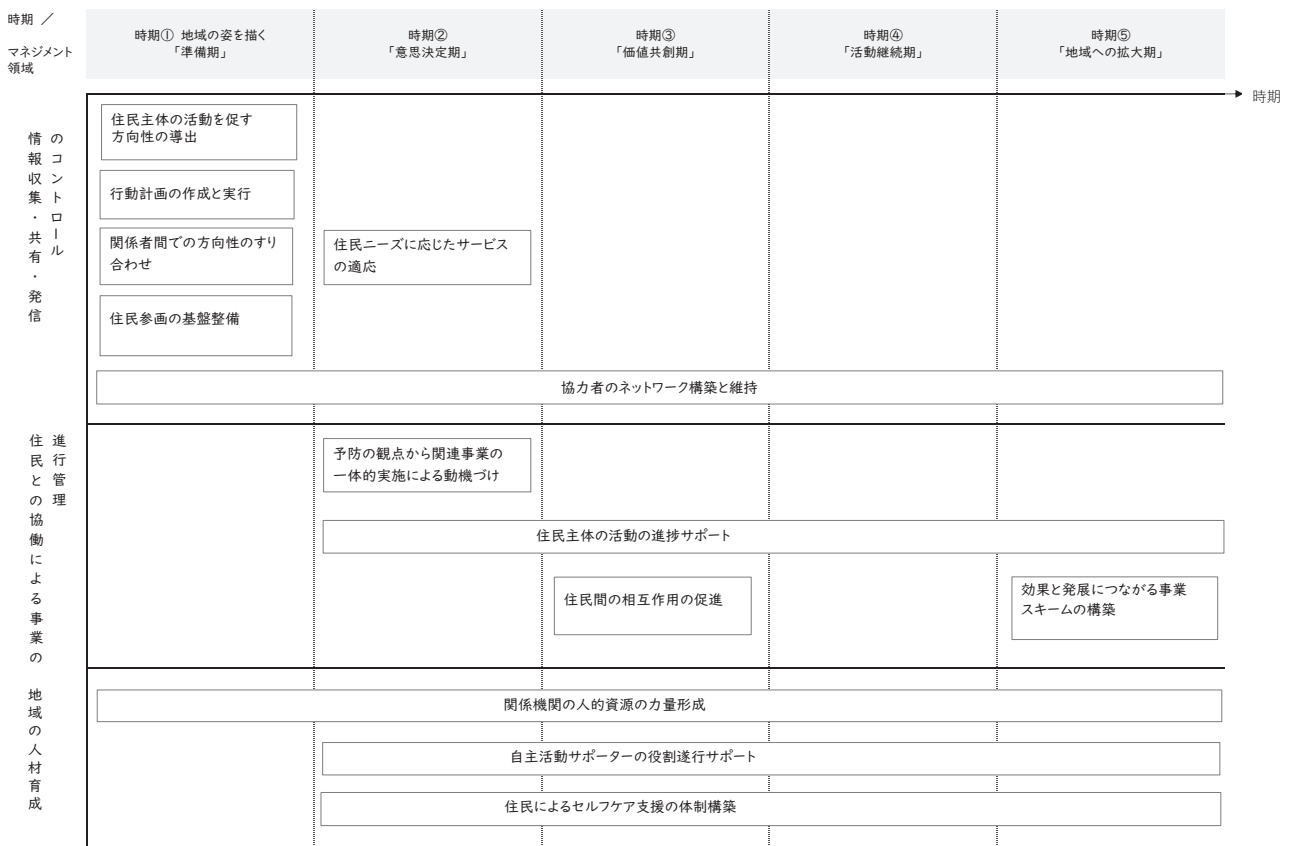 時期 ／
マネジメント
領域
時期① 地域の姿を描く
「準備期」
時期②
「意思決定期」
時期③
「価値共創期」
時期④
「活動継続期」
時期⑤
「地域への拡大期」
時期
情報収集・共有・発信
のコントロール
住民主体の活動を促す
方向性の導出
行動計画の作成と実行
関係者間での方向性のすり
合わせ
住民ニーズに応じたサービス
の適応
住民参画の基盤整備
協力者のネットワーク構築と維持
住民との協働による事業の
進行管理
予防の観点から関連事業の
一体的実施による動機づけ
住民主体の活動の進捗サポート
住民間の相互作用の促進
効果と発展につながる事業
スキームの構築
地域の人材育成
関係機関の人的資源の力量形成
自主活動サポーターの役割遂行サポート
住民によるセルフケア支援の体制構築